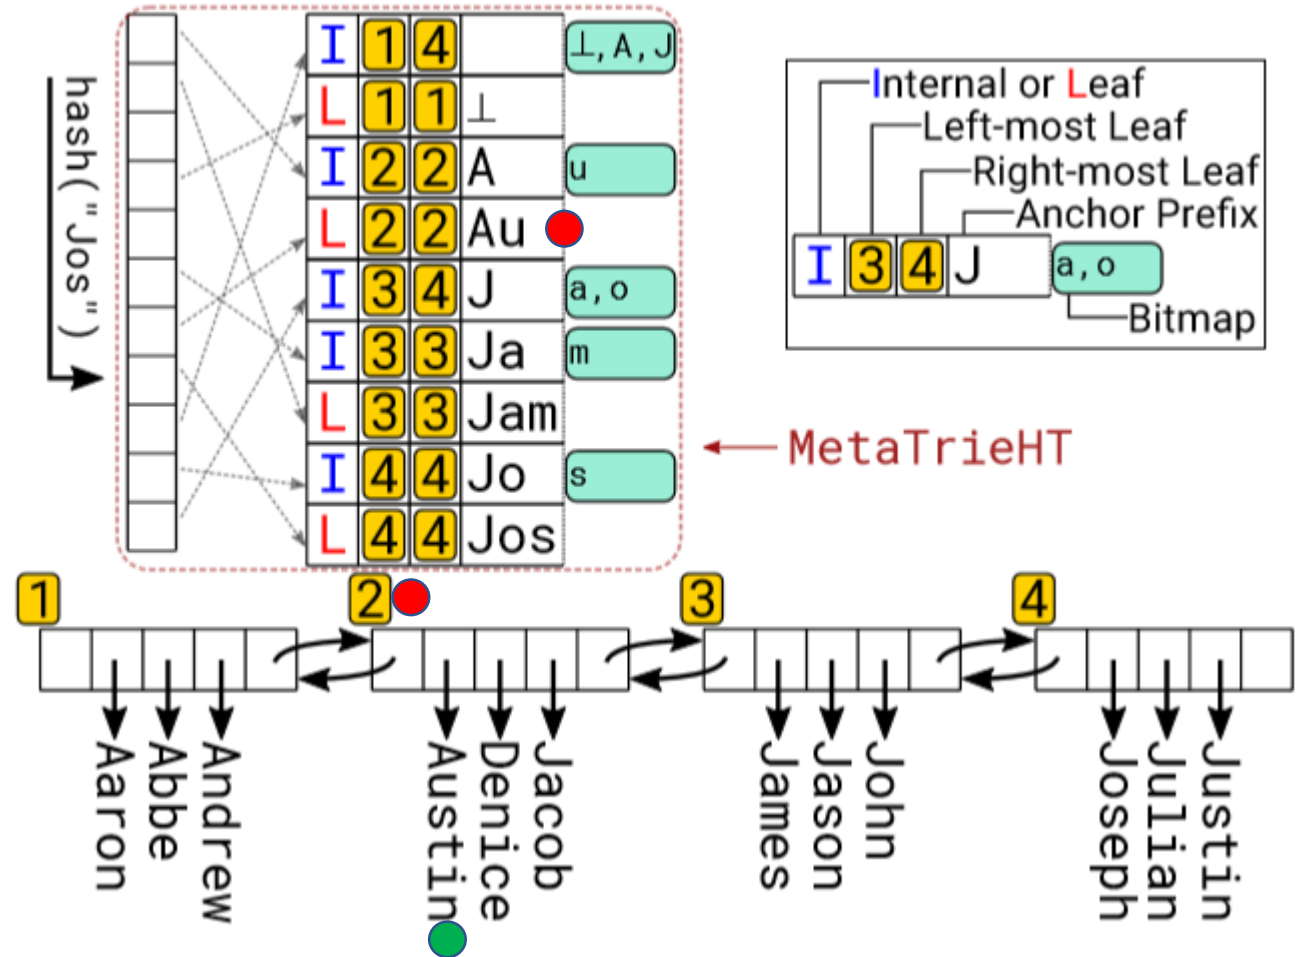 hash("Jos")
I 1 4 ⊥,A,J
L 1 1 ⊥
I 2 2 A u
L 2 2 Au
I 3 4 J a,o
I 3 3 Ja m
L 3 3 Jam
I 4 4 Jo s
L 4 4 Jos
Internal or Leaf
Left-most Leaf
Right-most Leaf
Anchor Prefix
I 3 4 J a,o
Bitmap
MetaTrieHT
1 2 3 4
Aaron
Abbe
Andrew
Austin
Denice
Jacob
James
Jason
John
Joseph
Julian
Justin